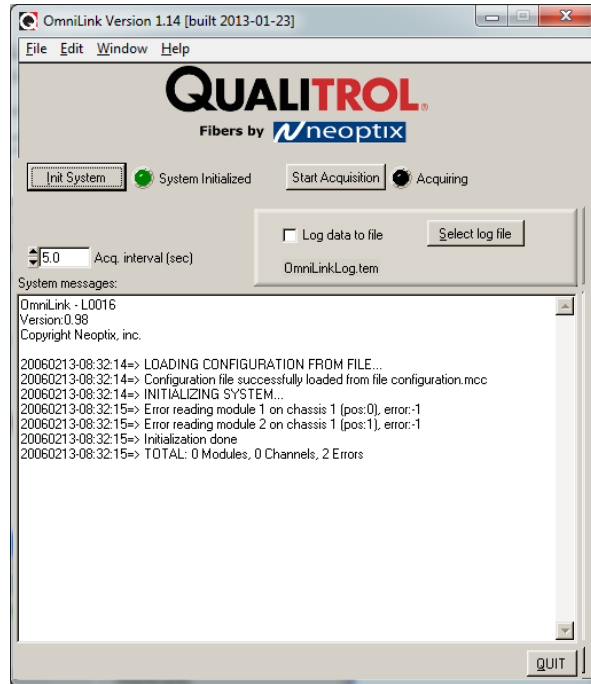 OmniLink Version 1.14 [built 2013-01-23]
File Edit Window Help
QUALITROL®
Fibers by neoptix
Init System System Initialized Start Acquisition Acquiring
Log data to file Select log file
5.0 Acq. interval (sec)
OmniLinkLog.tem
System messages:
OmniLink - L0016
Version:0.98
Copyright Neoptix, inc.
20060213-08:32:14=> LOADING CONFIGURATION FROM FILE...
20060213-08:32:14=> Configuration file successfully loaded from file configuration.mcc
20060213-08:32:14=> INITIALIZING SYSTEM...
20060213-08:32:15=> Error reading module 1 on chassis 1 (pos:0), error:-1
20060213-08:32:15=> Error reading module 2 on chassis 1 (pos:1), error:-1
20060213-08:32:15=> Initialization done
20060213-08:32:15=> TOTAL: 0 Modules, 0 Channels, 2 Errors
QUIT